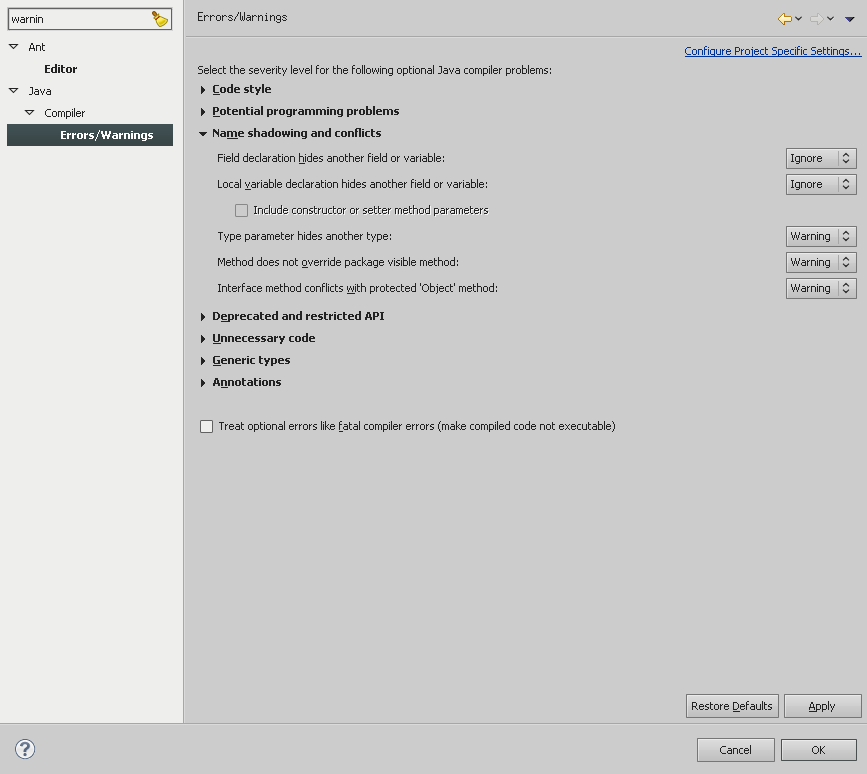 warnin
Ant
Editor
Java
Compiler
Errors/Warnings
Errors/Warnings
Configure Project Specific Settings...
Select the severity level for the following optional Java compiler problems:
Code style
Potential programming problems
Name shadowing and conflicts
Field declaration hides another field or variable: Ignore
Local variable declaration hides another field or variable: Ignore
Include constructor or setter method parameters
Type parameter hides another type: Warning
Method does not override package visible method: Warning
Interface method conflicts with protected 'Object' method: Warning
Deprecated and restricted API
Unnecessary code
Generic types
Annotations
Treat optional errors like fatal compiler errors (make compiled code not executable)
Restore Defaults Apply
? Cancel OK